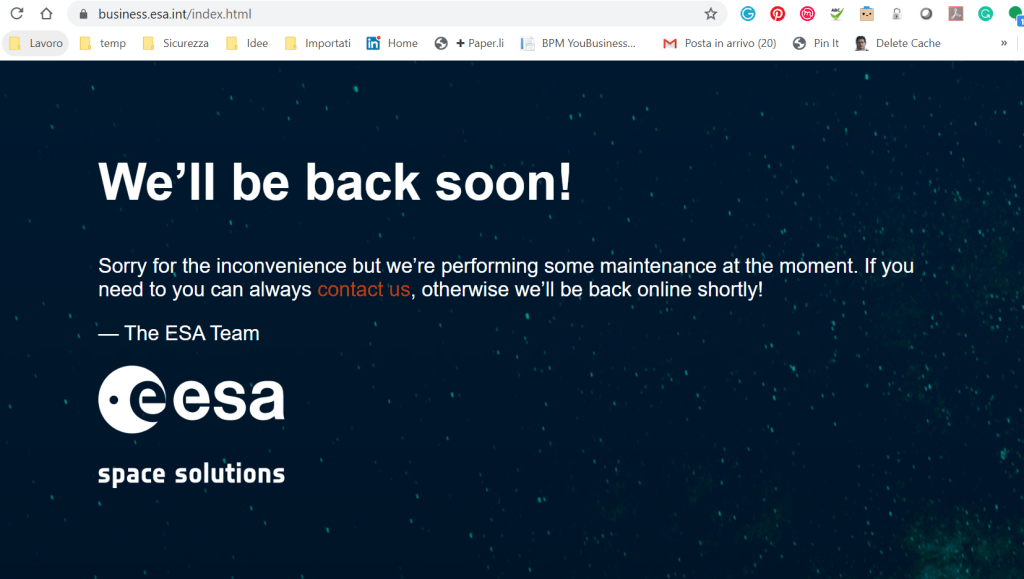 business.esa.int/index.html
ABC
Lavoro temp Sicurezza Idee Importati Home + Paper.li BPM YouBusiness... Posta in arrivo (20) Pin It Delete Cache »
We’ll be back soon!
Sorry for the inconvenience but we’re performing some maintenance at the moment. If you
need to you can always contact us, otherwise we’ll be back online shortly!
— The ESA Team
esa
space solutions